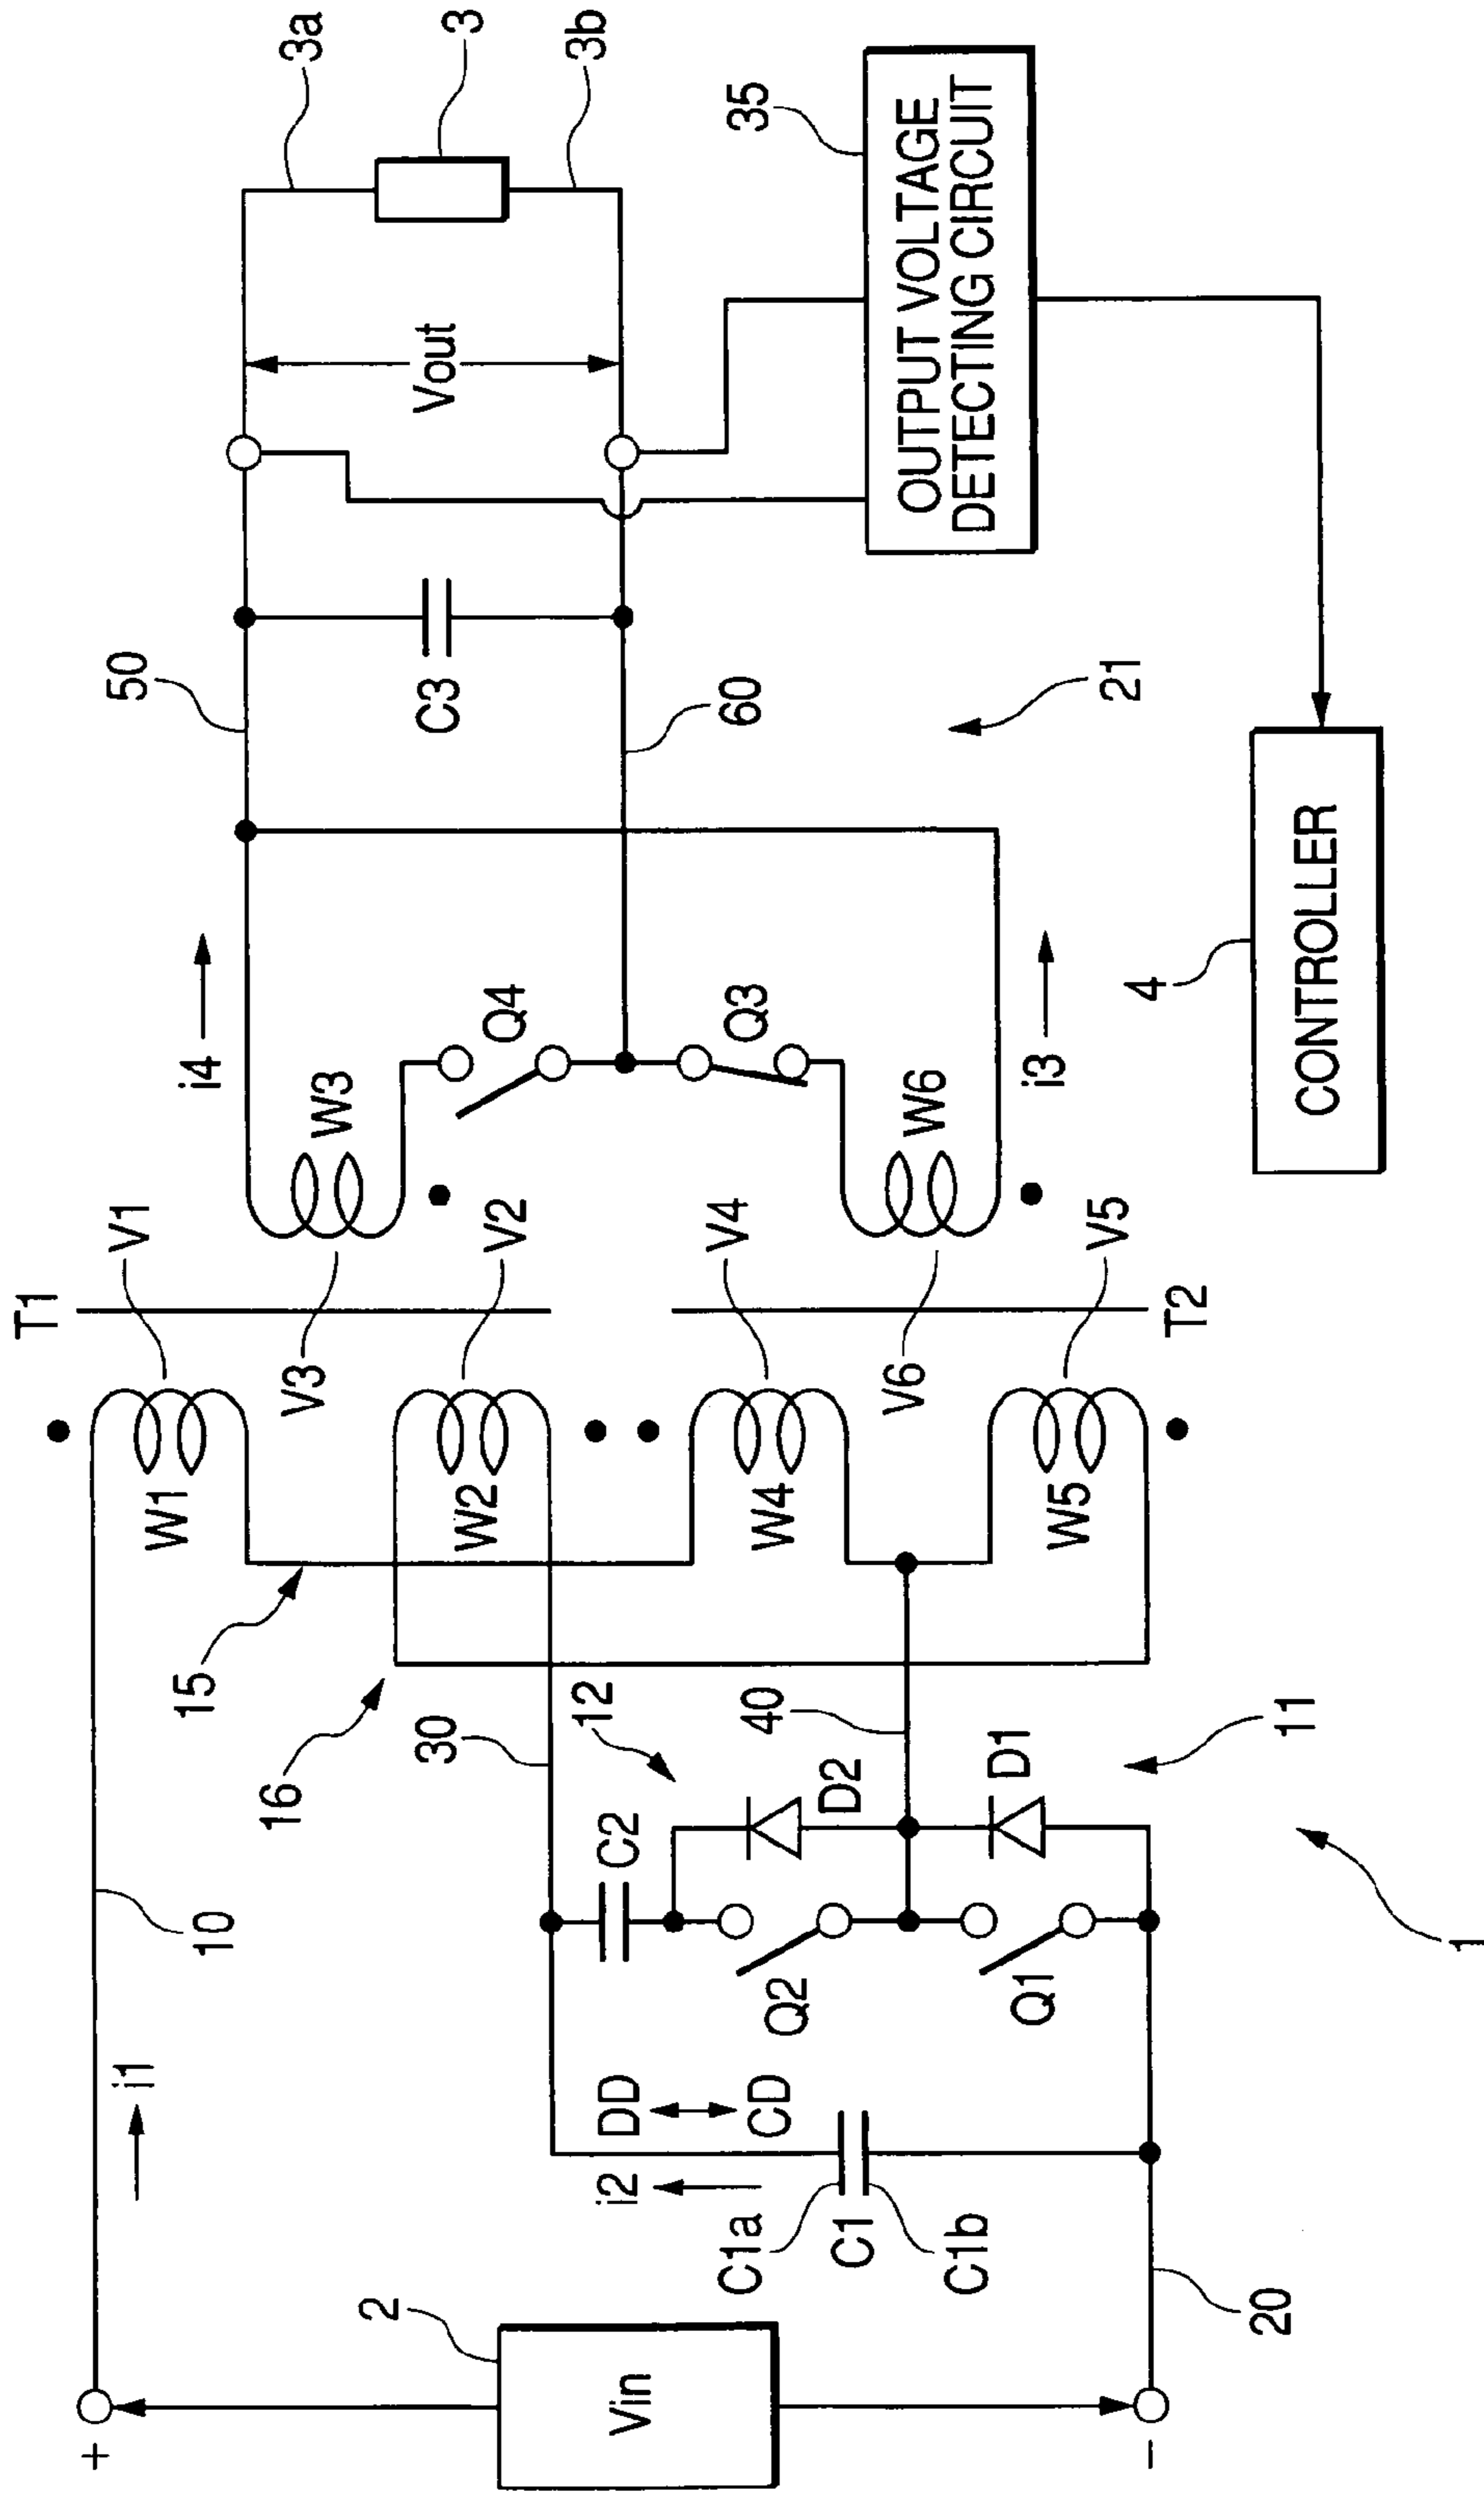 3a
3
3b
35
Vout
OUTPUT VOLTAGE
DETECTING CIRCUIT
50
C3
60
21
i4
Q4
Q3
i3
4
CONTROLLER
W3
W6
T1
V1
V2
V4
V5
T2
V3
V6
W1
W2
W4
W5
15
16
30
12
40
11
10
C2
D2
D1
1
Q2
Q1
i1
DD
CD
i2
C1a
C1
C1b
2
Vin
20
+
−